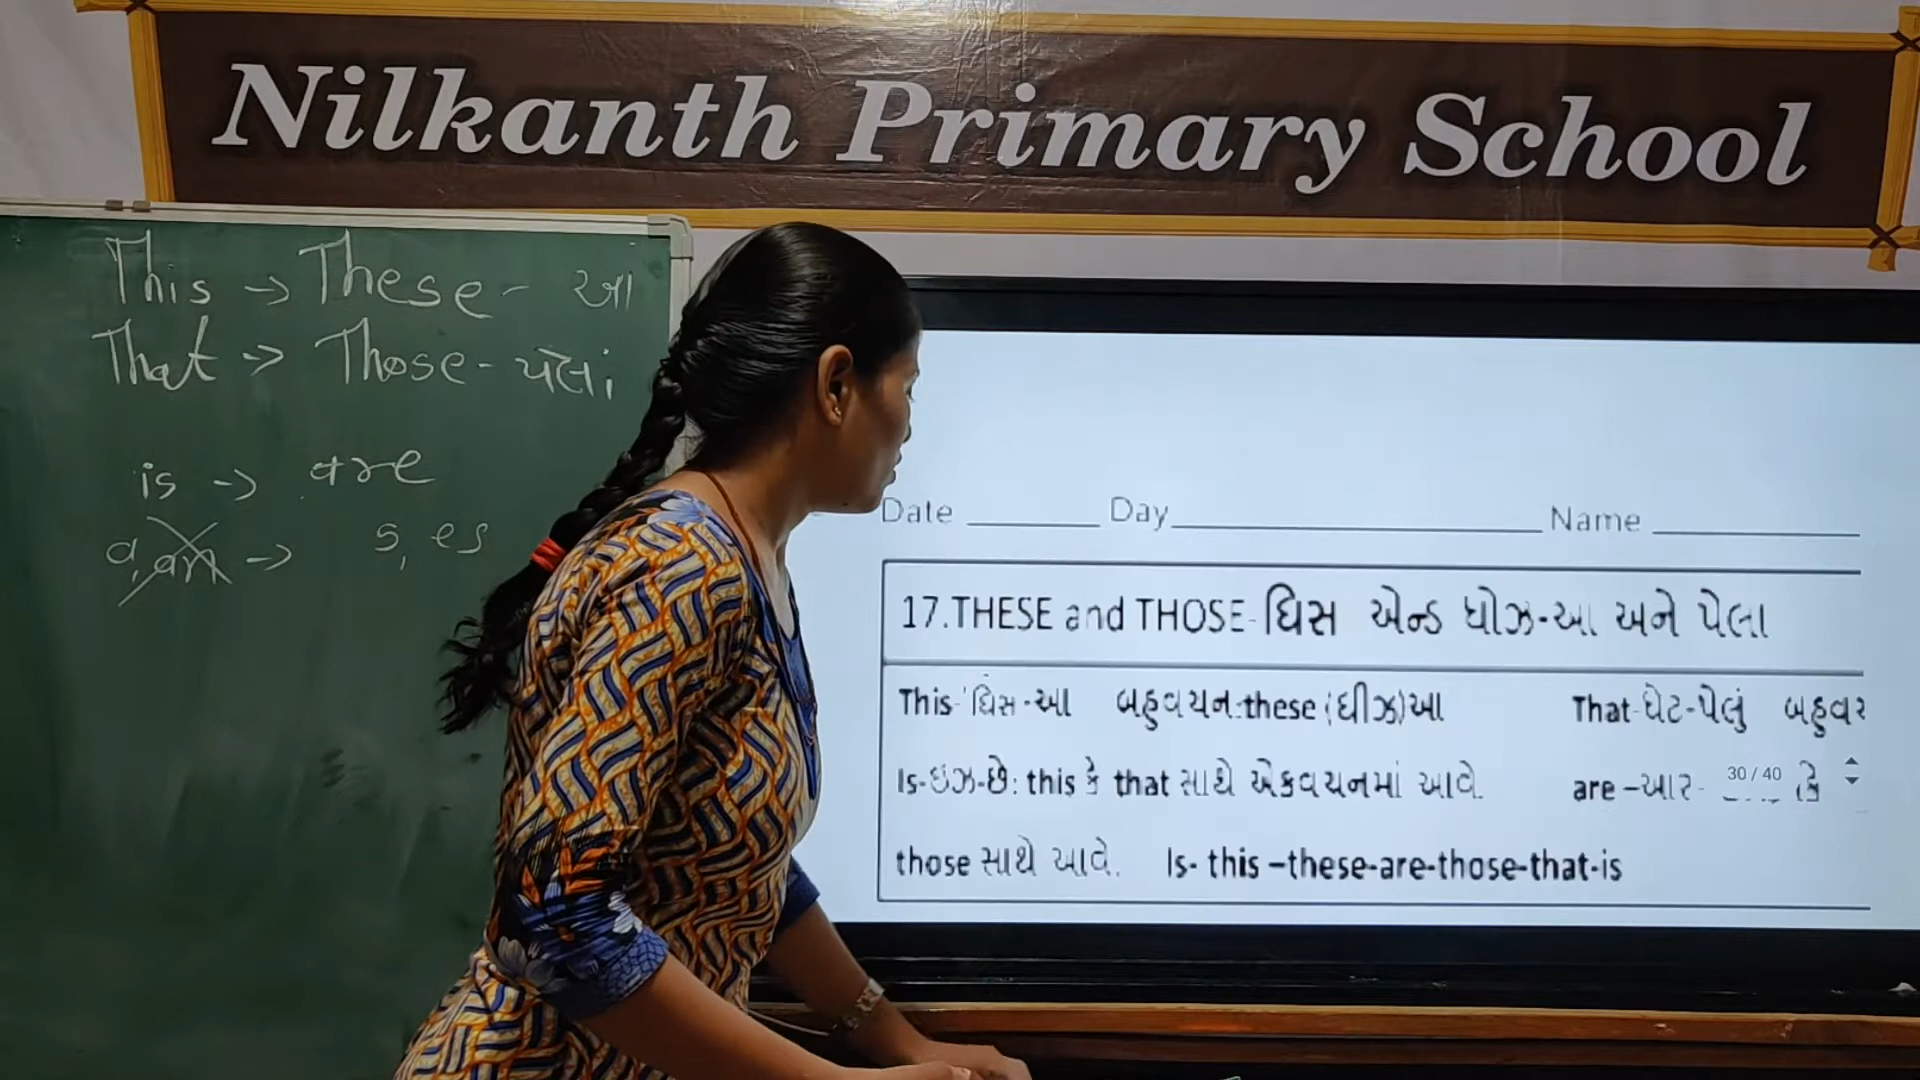 Nilkanth Primary School
This → These - આ
That → Those - પેલાં
is → are
a, an → s, es
Date Day Name
17.THESE and THOSE-ધિસ એન્ડ ધોઝ-આ અને પેલા
This ધિસ -આ બહુવચન:these (ધીઝ)આ That-ધેટ-પેલું બહુવચ
Is-ઇઝ-છે: this કે that સાથે એકવચનમાં આવે. are –આર- 30 / 40 કે
those સાથે આવે. Is- this –these-are-those-that-is